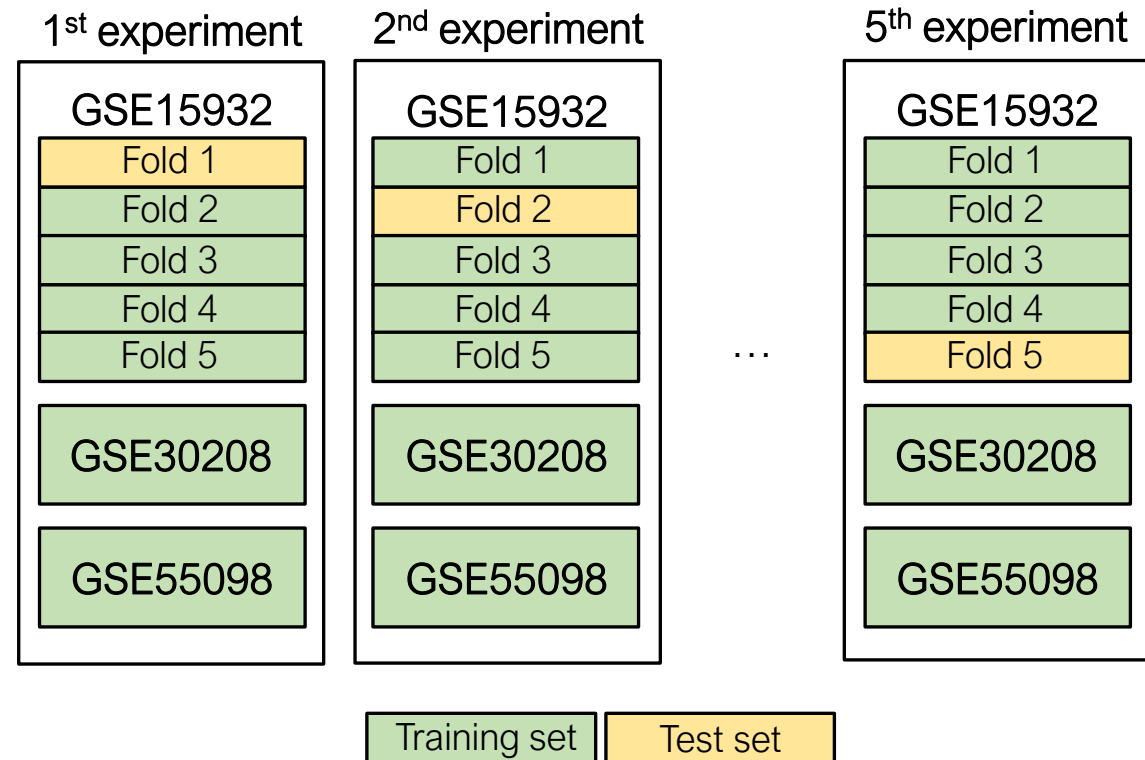 1st experiment
GSE15932
Fold 1
Fold 2
Fold 3
Fold 4
Fold 5
GSE30208
GSE55098
2nd experiment
GSE15932
Fold 1
Fold 2
Fold 3
Fold 4
Fold 5
GSE30208
GSE55098
...
5th experiment
GSE15932
Fold 1
Fold 2
Fold 3
Fold 4
Fold 5
GSE30208
GSE55098
Training set
Test set